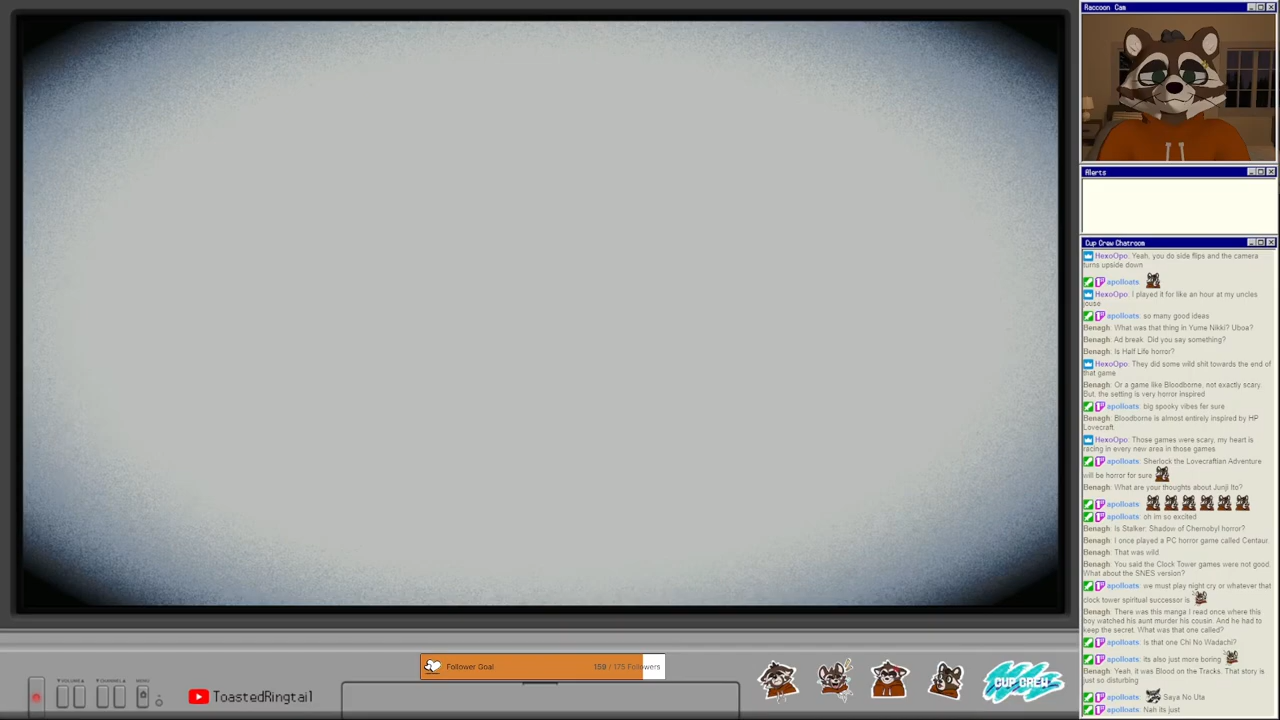 Raccoon Cam
Alerts
Cup Crew Chatroom
HexoOpo: Yeah, you do side flips and the camera
turns upside down
apolloats:
HexoOpo: I played it for like an hour at my uncles
jouse
apolloats: so many good ideas
Benagh: What was that thing in Yume Nikki? Uboa?
Benagh: Ad break. Did you say something?
Benagh: Is Half Life horror?
HexoOpo: They did some wild shit towards the end of
that game
Benagh: Or a game like Bloodborne, not exactly scary.
But, the setting is very horror inspired
apolloats: big spooky vibes fer sure
Benagh: Bloodborne is almost entirely inspired by HP
Lovecraft.
HexoOpo: Those games were scary, my heart is
racing in every new area in those games
apolloats: Sherlock the Lovecraftian Adventure
will be horror for sure
Benagh: What are your thoughts about Junji Ito?
apolloats:
apolloats: oh im so excited
Benagh: Is Stalker: Shadow of Chernobyl horror?
Benagh: I once played a PC horror game called Centaur.
Benagh: That was wild.
Benagh: You said the Clock Tower games were not good.
What about the SNES version?
apolloats: we must play night cry or whatever that
clock tower spiritual successor is
Benagh: There was this manga I read once where this
boy watched his aunt murder his cousin. And he had to
keep the secret. What was that one called?
apolloats: Is that one Chi No Wadachi?
apolloats: its also just more boring
Benagh: Yeah, it was Blood on the Tracks. That story is
just so disturbing
apolloats: Saya No Uta
apolloats: Nah its just
Follower Goal 159 / 175 Followers
VOLUME CHANNEL MENU
ToastedRingtail
CUP CREW